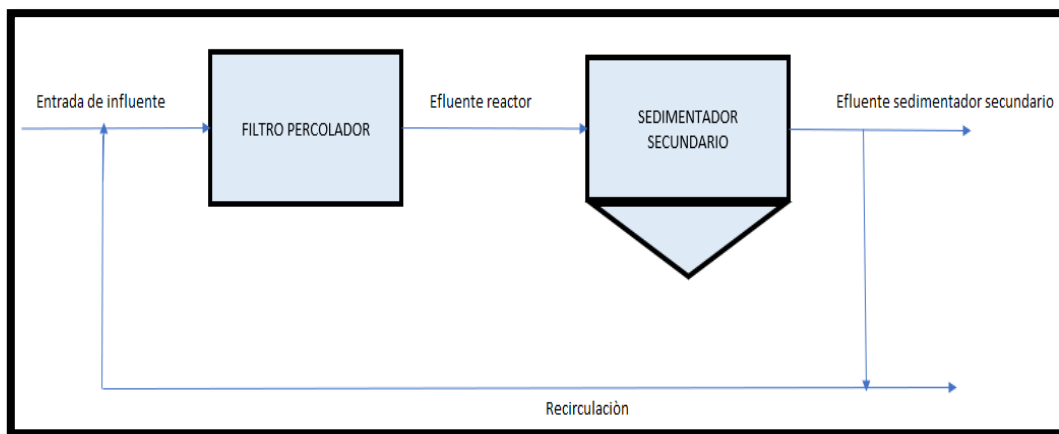 Entrada de influente
FILTRO PERCOLADOR
Efluente reactor
SEDIMENTADOR
SECUNDARIO
Efluente sedimentador secundario
Recirculaciòn